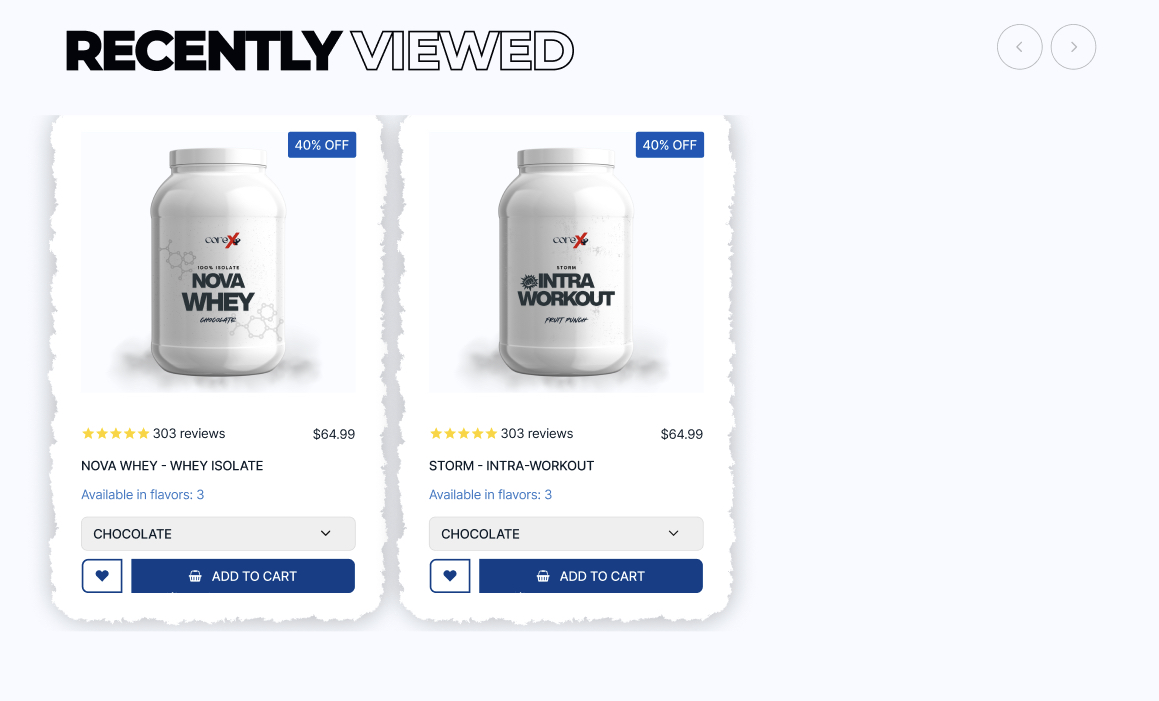 RECENTLY VIEWED
40% OFF
coreX
100% ISOLATE
NOVA
WHEY
CHOCOLATE
303 reviews
$64.99
NOVA WHEY - WHEY ISOLATE
Available in flavors: 3
CHOCOLATE
ADD TO CART
40% OFF
coreX
STORM
INTRA
WORKOUT
FRUIT PUNCH
303 reviews
$64.99
STORM - INTRA-WORKOUT
Available in flavors: 3
CHOCOLATE
ADD TO CART